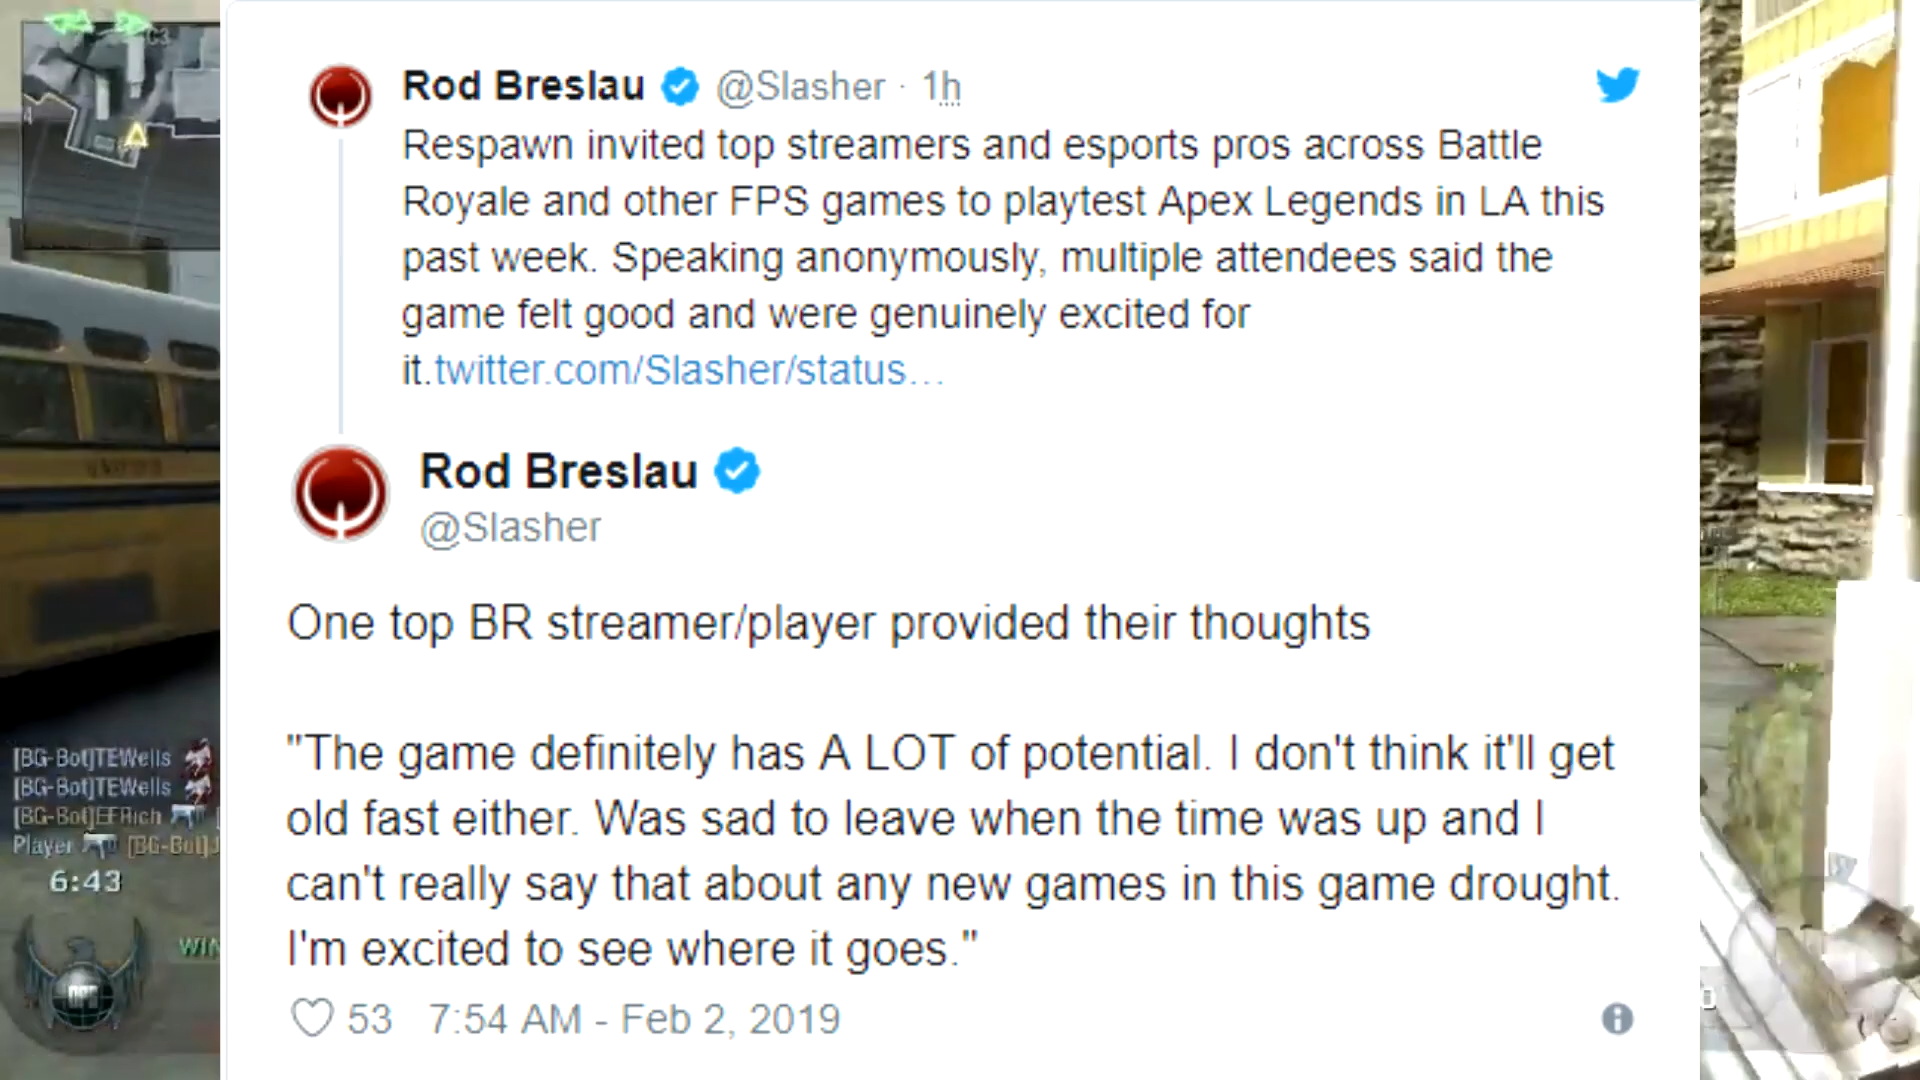 Rod Breslau @Slasher · 1h
Respawn invited top streamers and esports pros across Battle
Royale and other FPS games to playtest Apex Legends in LA this
past week. Speaking anonymously, multiple attendees said the
game felt good and were genuinely excited for
it.twitter.com/Slasher/status…
Rod Breslau
@Slasher
One top BR streamer/player provided their thoughts
"The game definitely has A LOT of potential. I don't think it'll get
old fast either. Was sad to leave when the time was up and I
can't really say that about any new games in this game drought.
I'm excited to see where it goes."
53 7:54 AM - Feb 2, 2019
[BG-Bot]TEWells
[BG-Bot]TEWells
[BG-Bot]EFRich
Player [BG-Bot]J
6:43
WIN